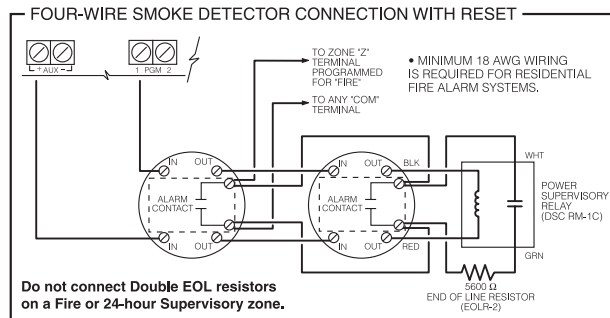 FOUR-WIRE SMOKE DETECTOR CONNECTION WITH RESET
+ AUX -
1 PGM 2
TO ZONE "Z"
TERMINAL
PROGRAMMED
FOR "FIRE"
TO ANY "COM"
TERMINAL
• MINIMUM 18 AWG WIRING
IS REQUIRED FOR RESIDENTIAL
FIRE ALARM SYSTEMS.
IN OUT
IN OUT BLK
WHT
ALARM
CONTACT
ALARM
CONTACT
POWER
SUPERVISORY
RELAY
(DSC RM-1C)
IN OUT
IN OUT RED
GRN
Do not connect Double EOL resistors
on a Fire or 24-hour Supervisory zone.
5600 Ω
END OF LINE RESISTOR
(EOLR-2)